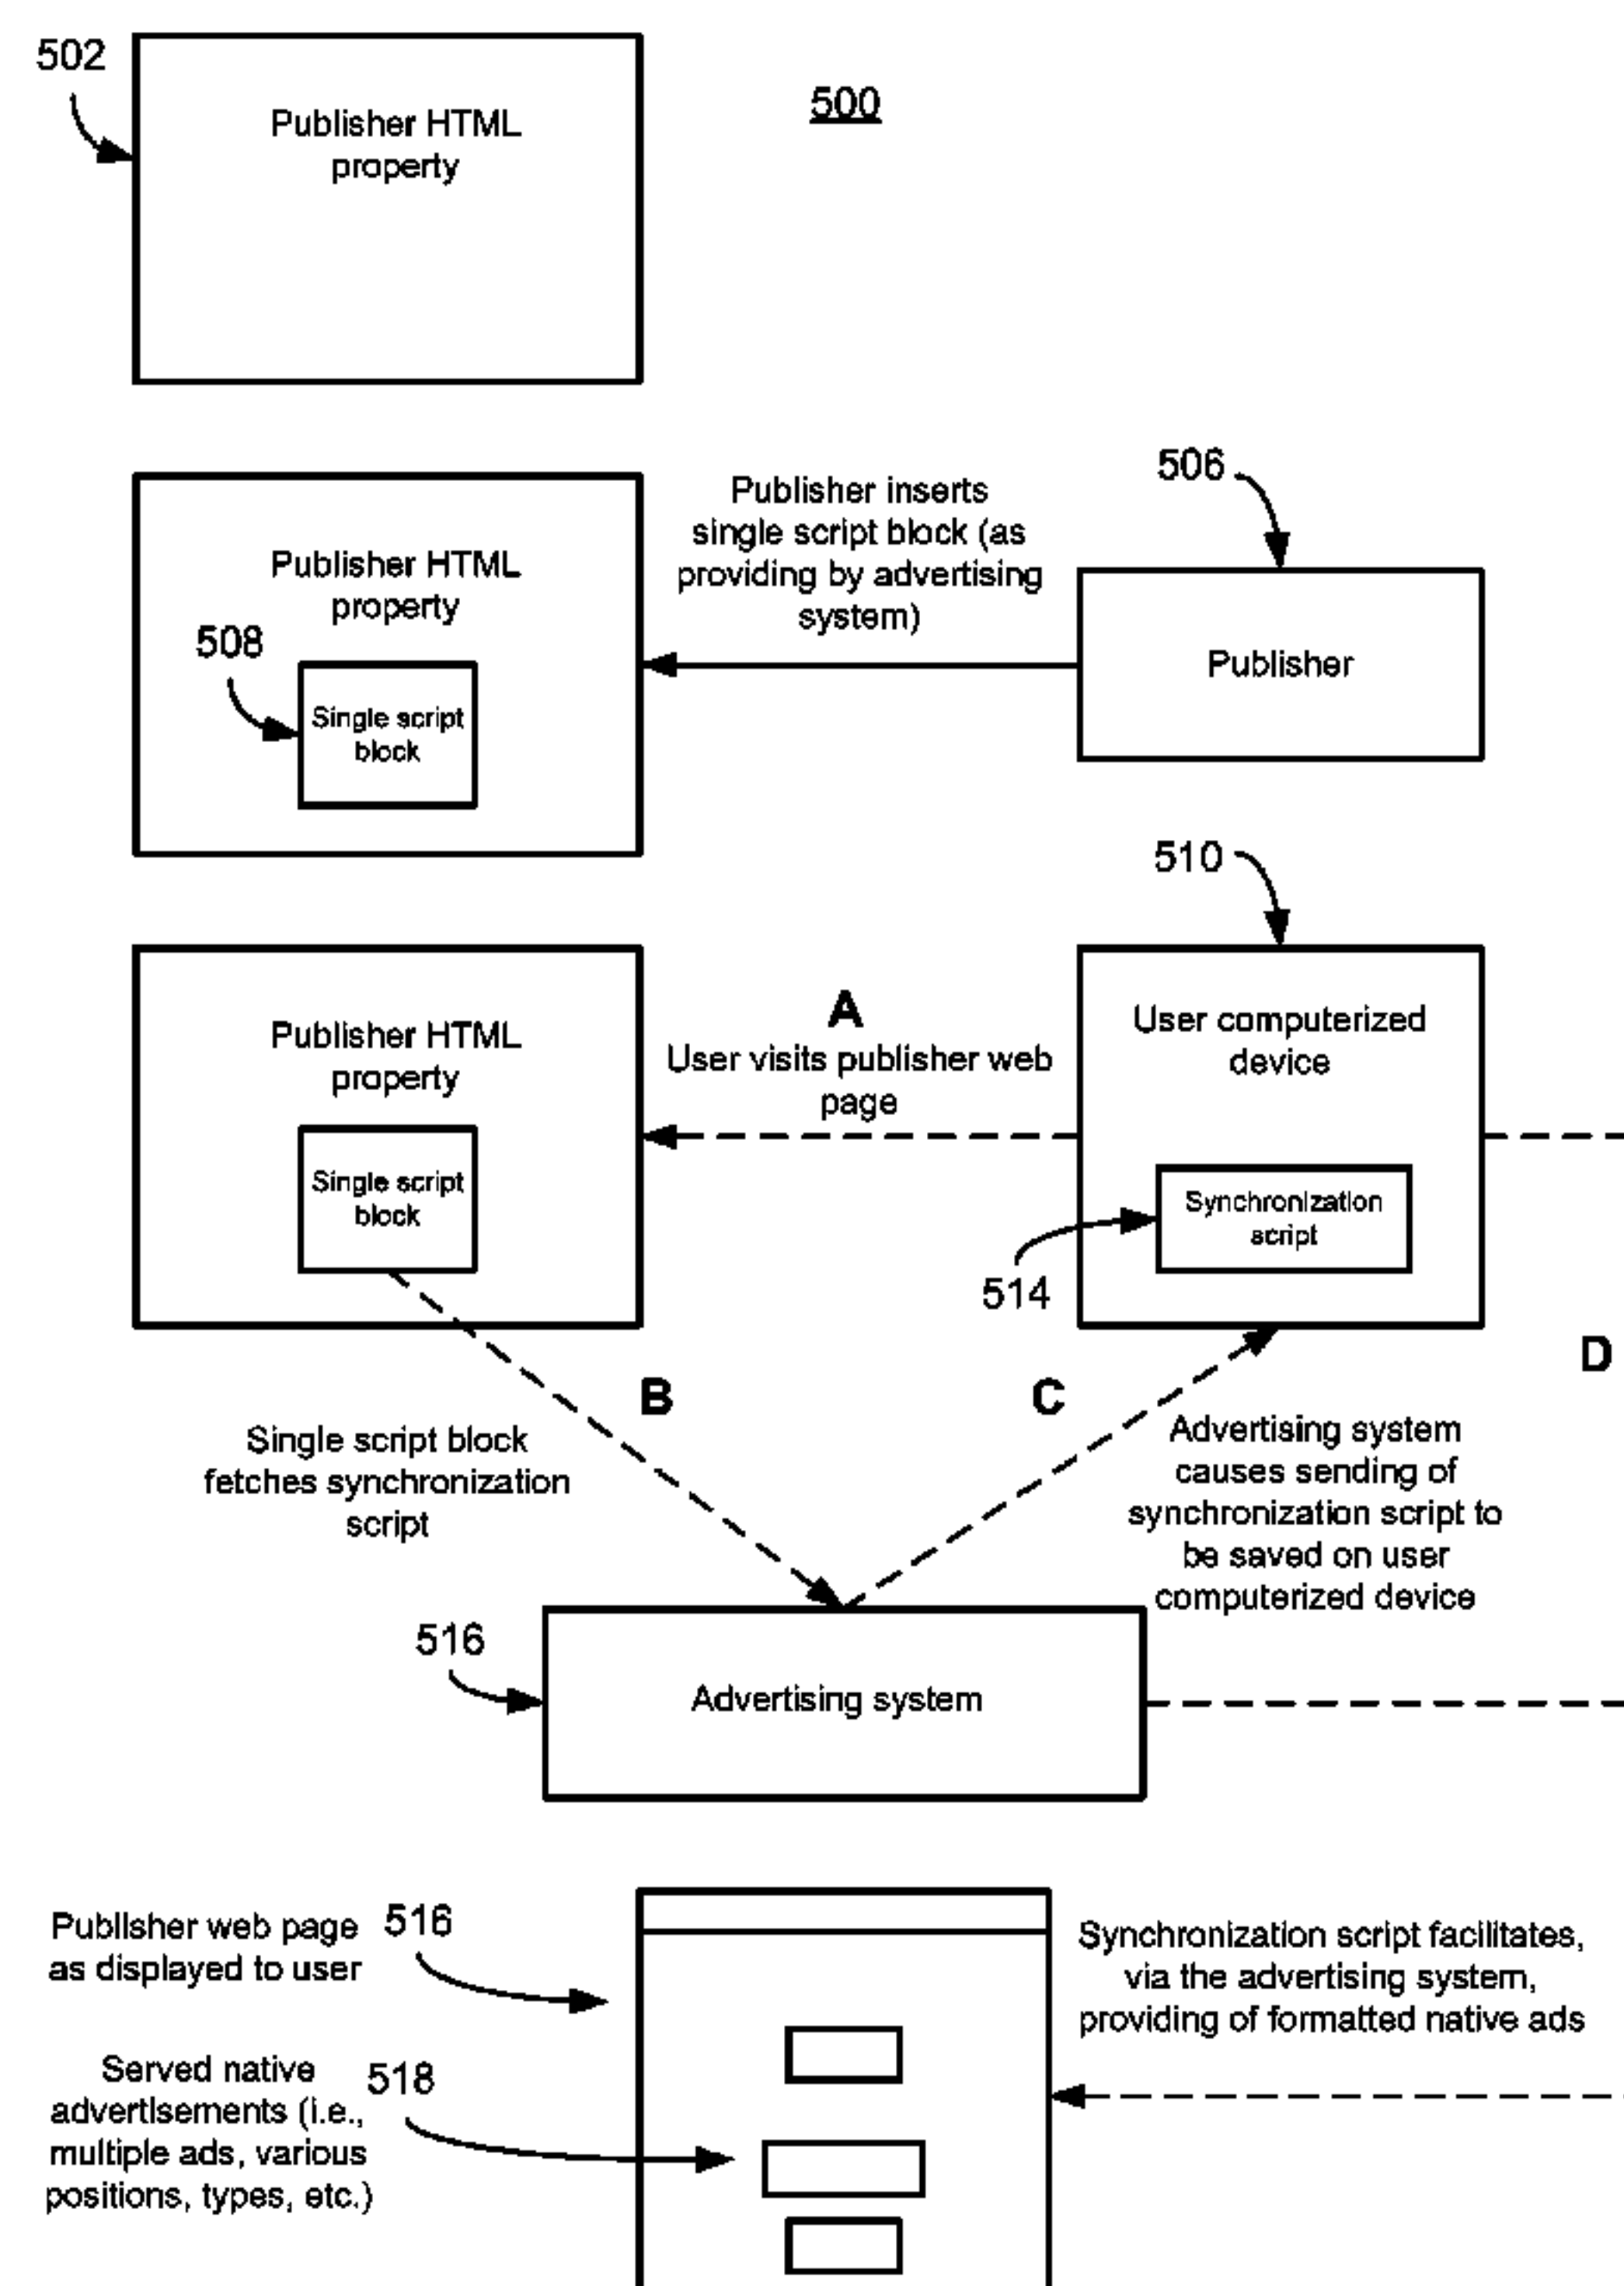 502
Publisher HTML
property
500
Publisher inserts
single script block (as
providing by advertising
system)
506
Publisher HTML
property
508
Single script
block
Publisher
510
Publisher HTML
property
A
User visits publisher web
page
User computerized
device
Single script
block
Synchronization
script
514
D
B
C
Single script block
fetches synchronization
script
Advertising system
causes sending of
synchronization script to
be saved on user
computerized device
516
Advertising system
Publisher web page
as displayed to user
516
Synchronization script facilitates,
via the advertising system,
providing of formatted native ads
Served native
advertisements (i.e.,
multiple ads, various
positions, types, etc.)
518